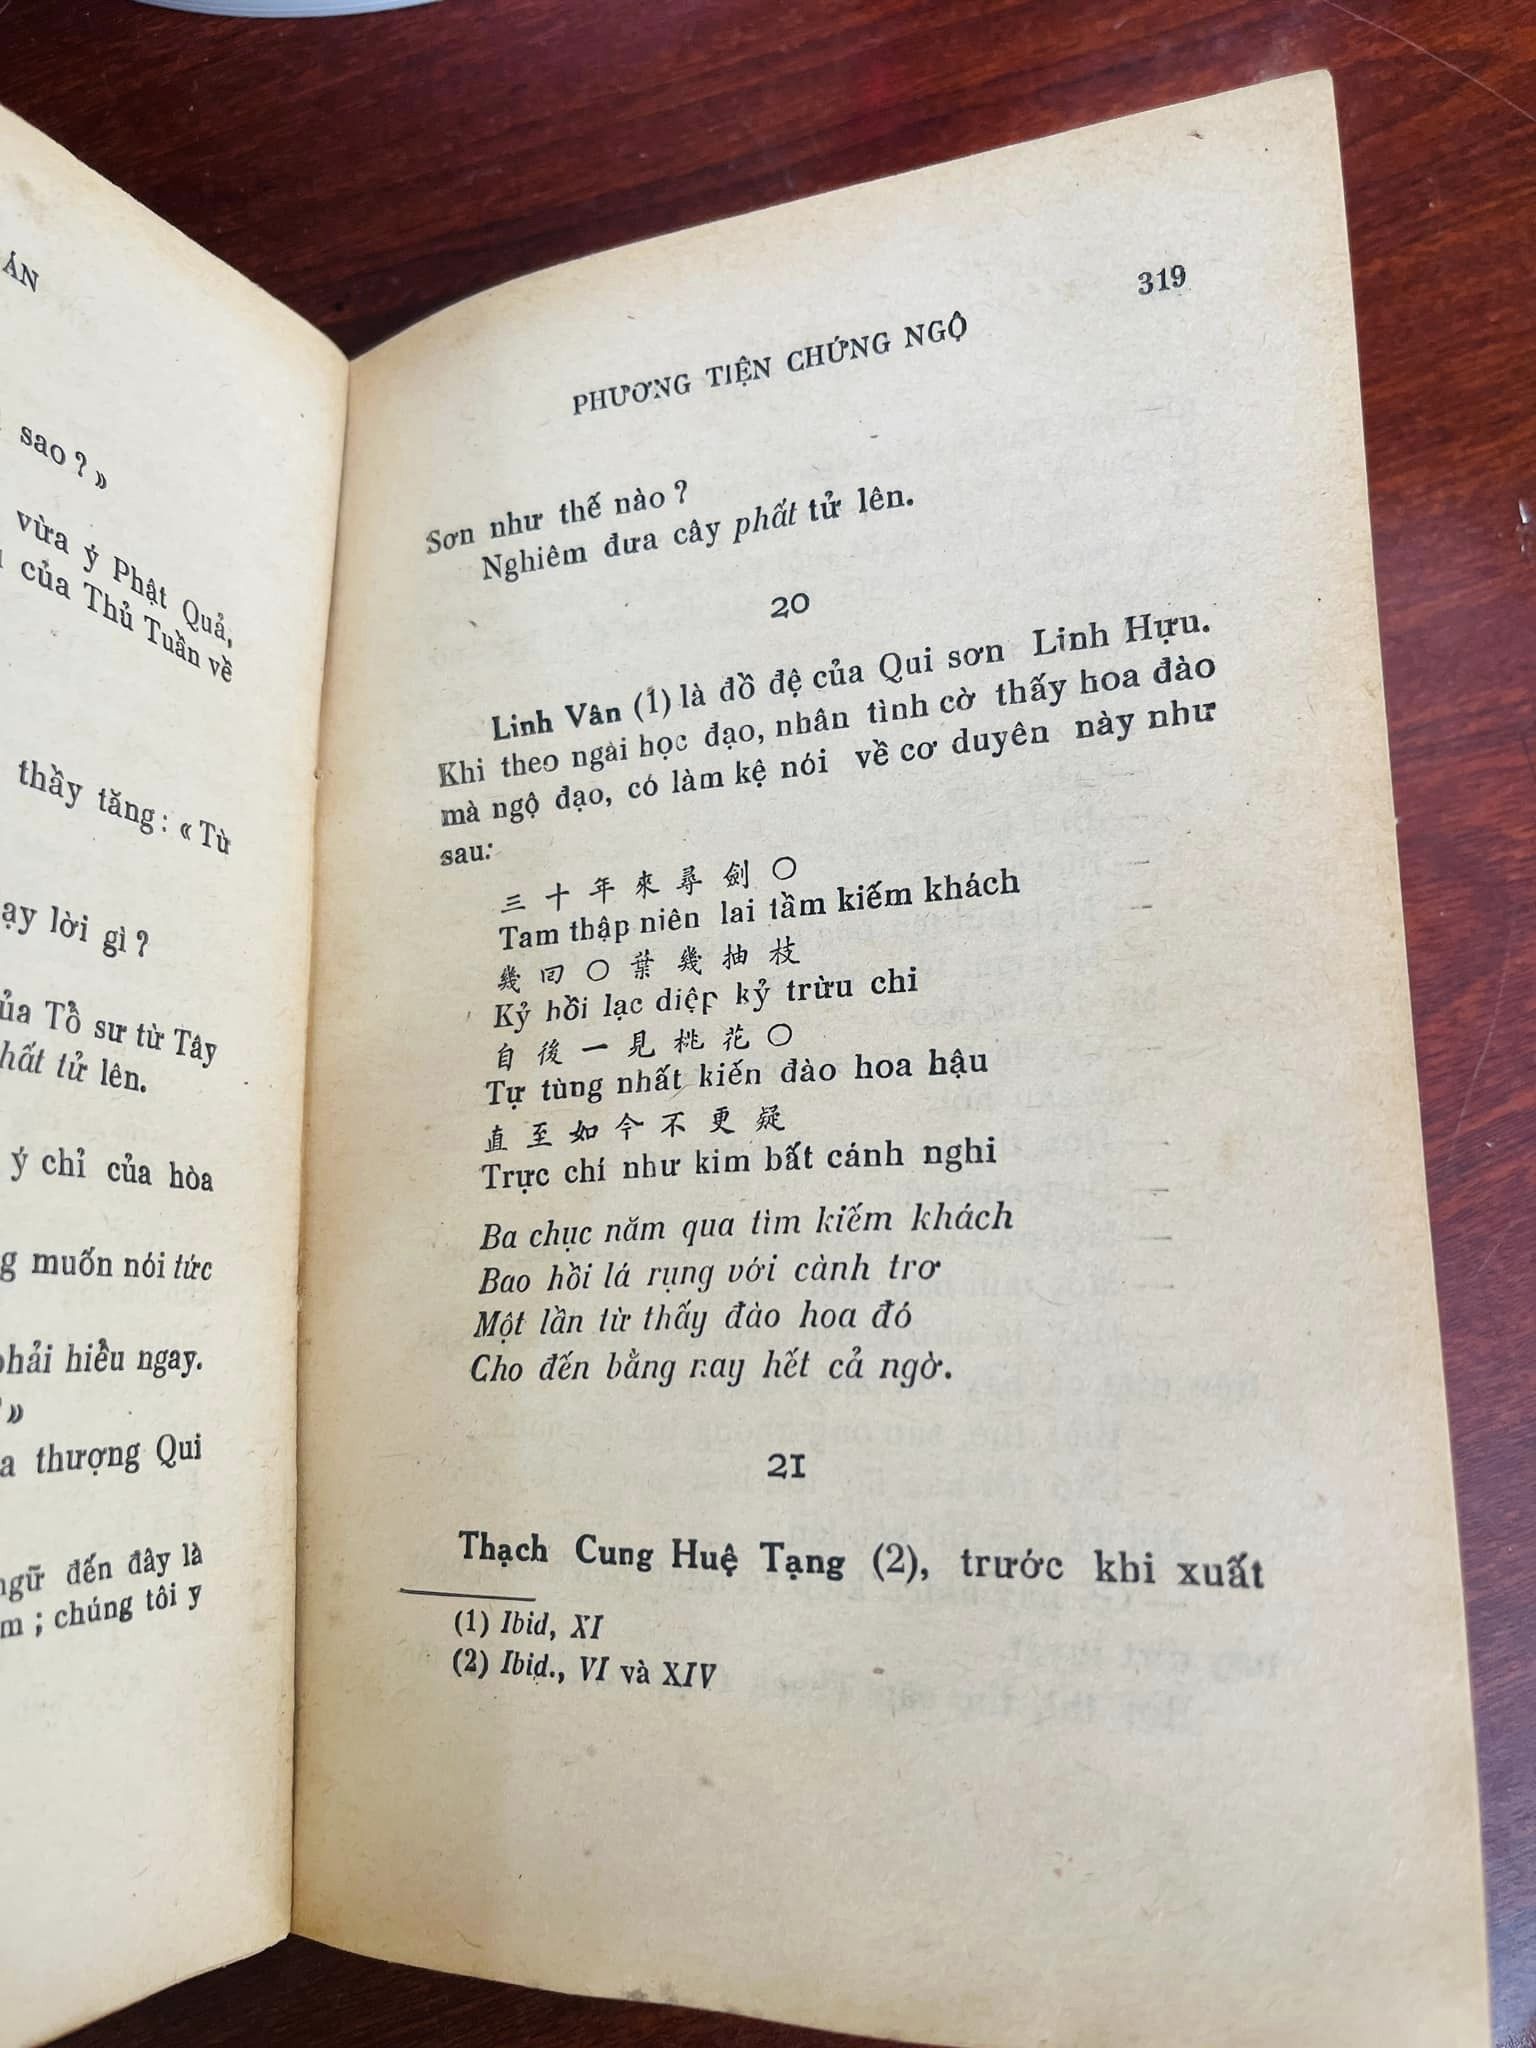 ÁN
sao ? »
vừa ý Phật Quả,
của Thủ Tuần về
thầy tăng : « Từ
ạy lời gì ?
ủa Tổ sư từ Tây
hất tử lên.
ý chỉ của hòa
g muốn nói tức
phải hiểu ngay.
»
a thượng Qui
ngữ đến đây là
m ; chúng tôi y
319
PHƯƠNG TIỆN CHỨNG NGỘ
Sơn như thế nào ?
Nghiêm đưa cây phất tử lên.
20
Linh Vân (1) là đồ đệ của Qui sơn Linh Hựu.
Khi theo ngài học đạo, nhân tình cờ thấy hoa đào
mà ngộ đạo, có làm kệ nói về cơ duyên này như
sau:
三十年來尋劍〇
Tam thập niên lai tầm kiếm khách
幾回〇葉幾抽枝
Kỷ hồi lạc diệp kỷ trừu chi
自後一見桃花〇
Tự tùng nhất kiến đào hoa hậu
直至如今不更疑
Trực chí như kim bất cánh nghi
Ba chục năm qua tìm kiếm khách
Bao hồi lá rụng với cành trơ
Một lần từ thấy đào hoa đó
Cho đến bằng nay hết cả ngờ.
21
Thạch Cung Huệ Tạng (2), trước khi xuất
(1) Ibid, XI
(2) Ibid., VI và XIV